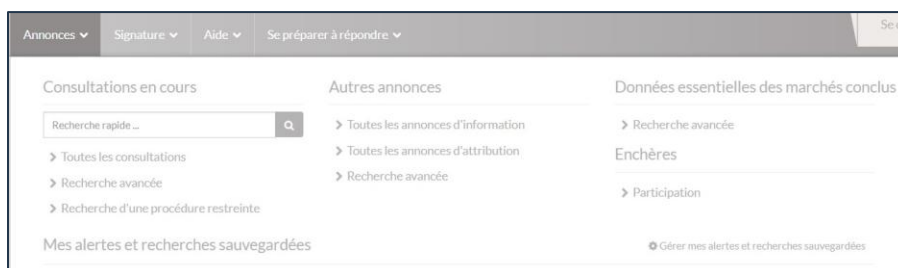 Annonces Signature Aide Se préparer à répondre
Consultations en cours
Recherche rapide ...
Toutes les consultations
Recherche avancée
Recherche d'une procédure restreinte
Autres annonces
Toutes les annonces d'information
Toutes les annonces d'attribution
Recherche avancée
Données essentielles des marchés conclus
Recherche avancée
Enchères
Participation
Mes alertes et recherches sauvegardées
Gérer mes alertes et recherches sauvegardées